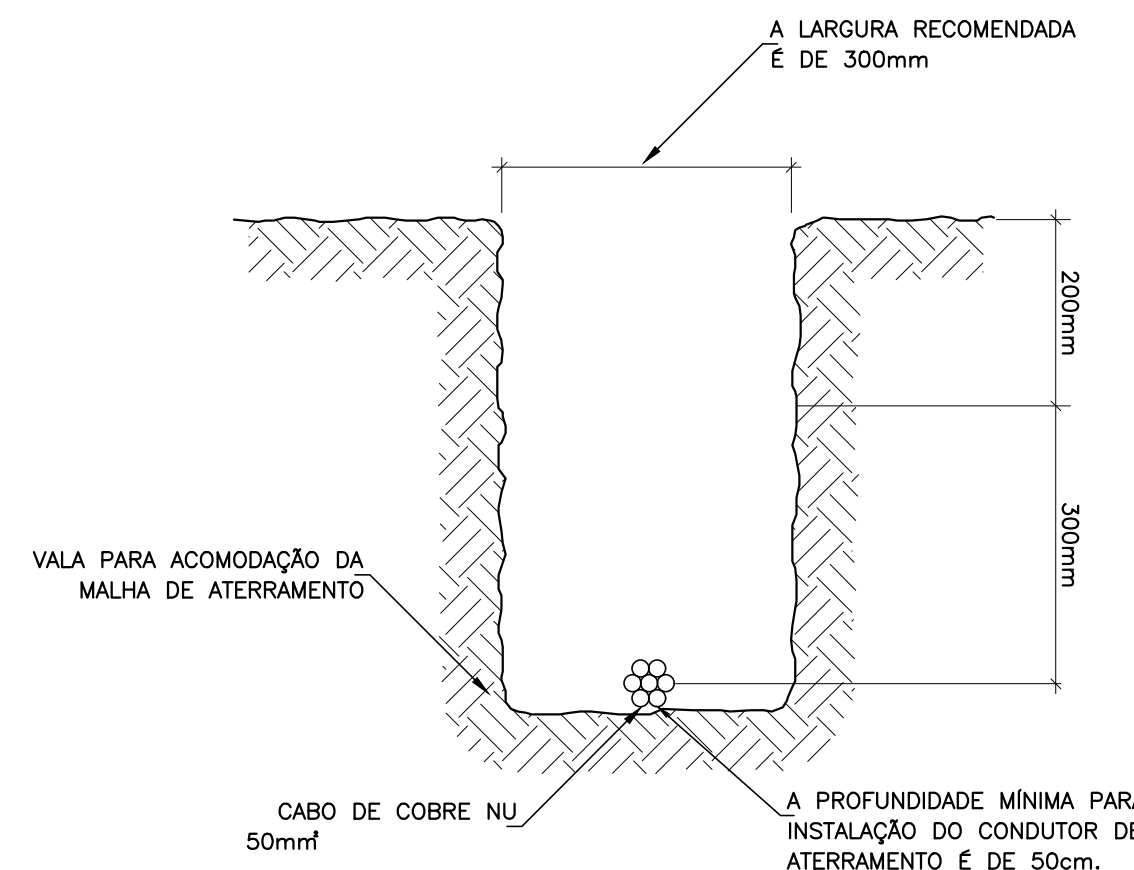 A LARGURA RECOMENDADA
É DE 300mm
200mm
300mm
VALA PARA ACOMODAÇÃO DA
MALHA DE ATERRAMENTO
CABO DE COBRE NU
50mm²
A PROFUNDIDADE MÍNIMA PARA
INSTALAÇÃO DO CONDUTOR DE
ATERRAMENTO É DE 50cm.